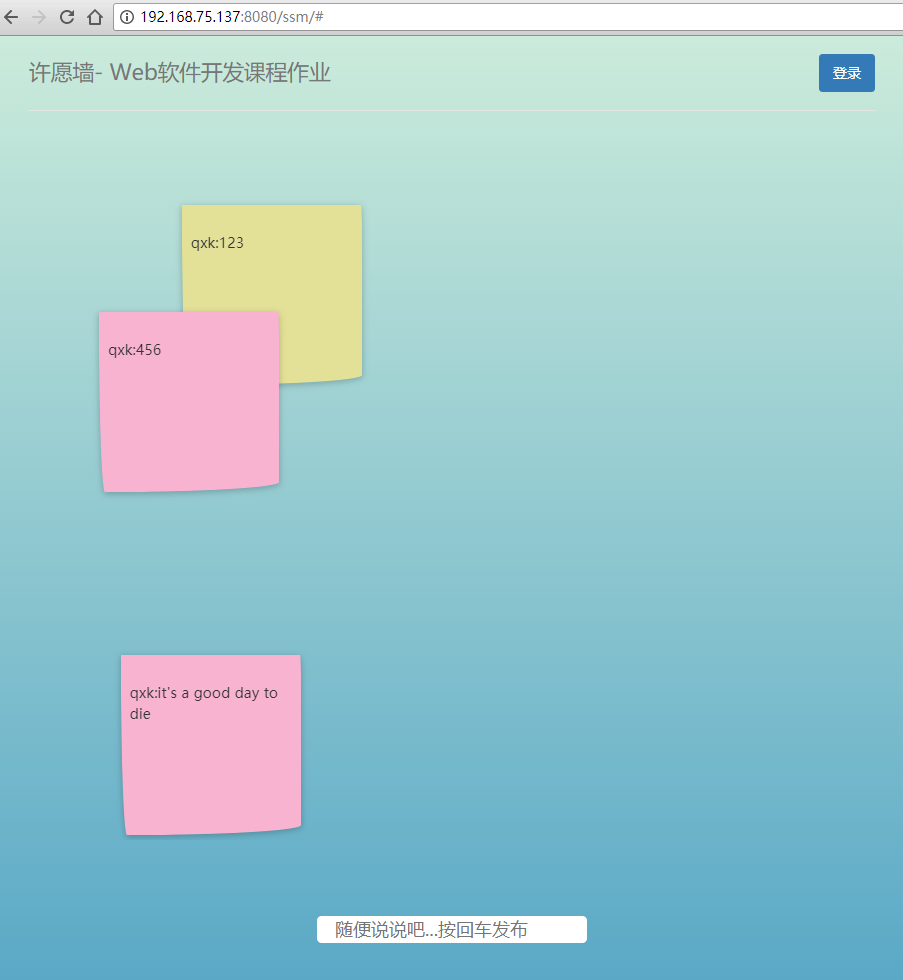 192.168.75.137:8080/ssm/#
许愿墙- Web软件开发课程作业
登录
qxk:123
qxk:456
qxk:it's a good day to
die
随便说说吧...按回车发布